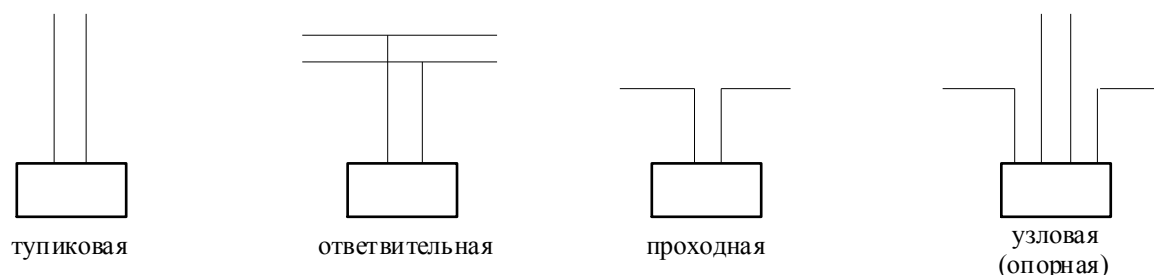 тупиковая
ответвительная
проходная
узловая
(опорная)